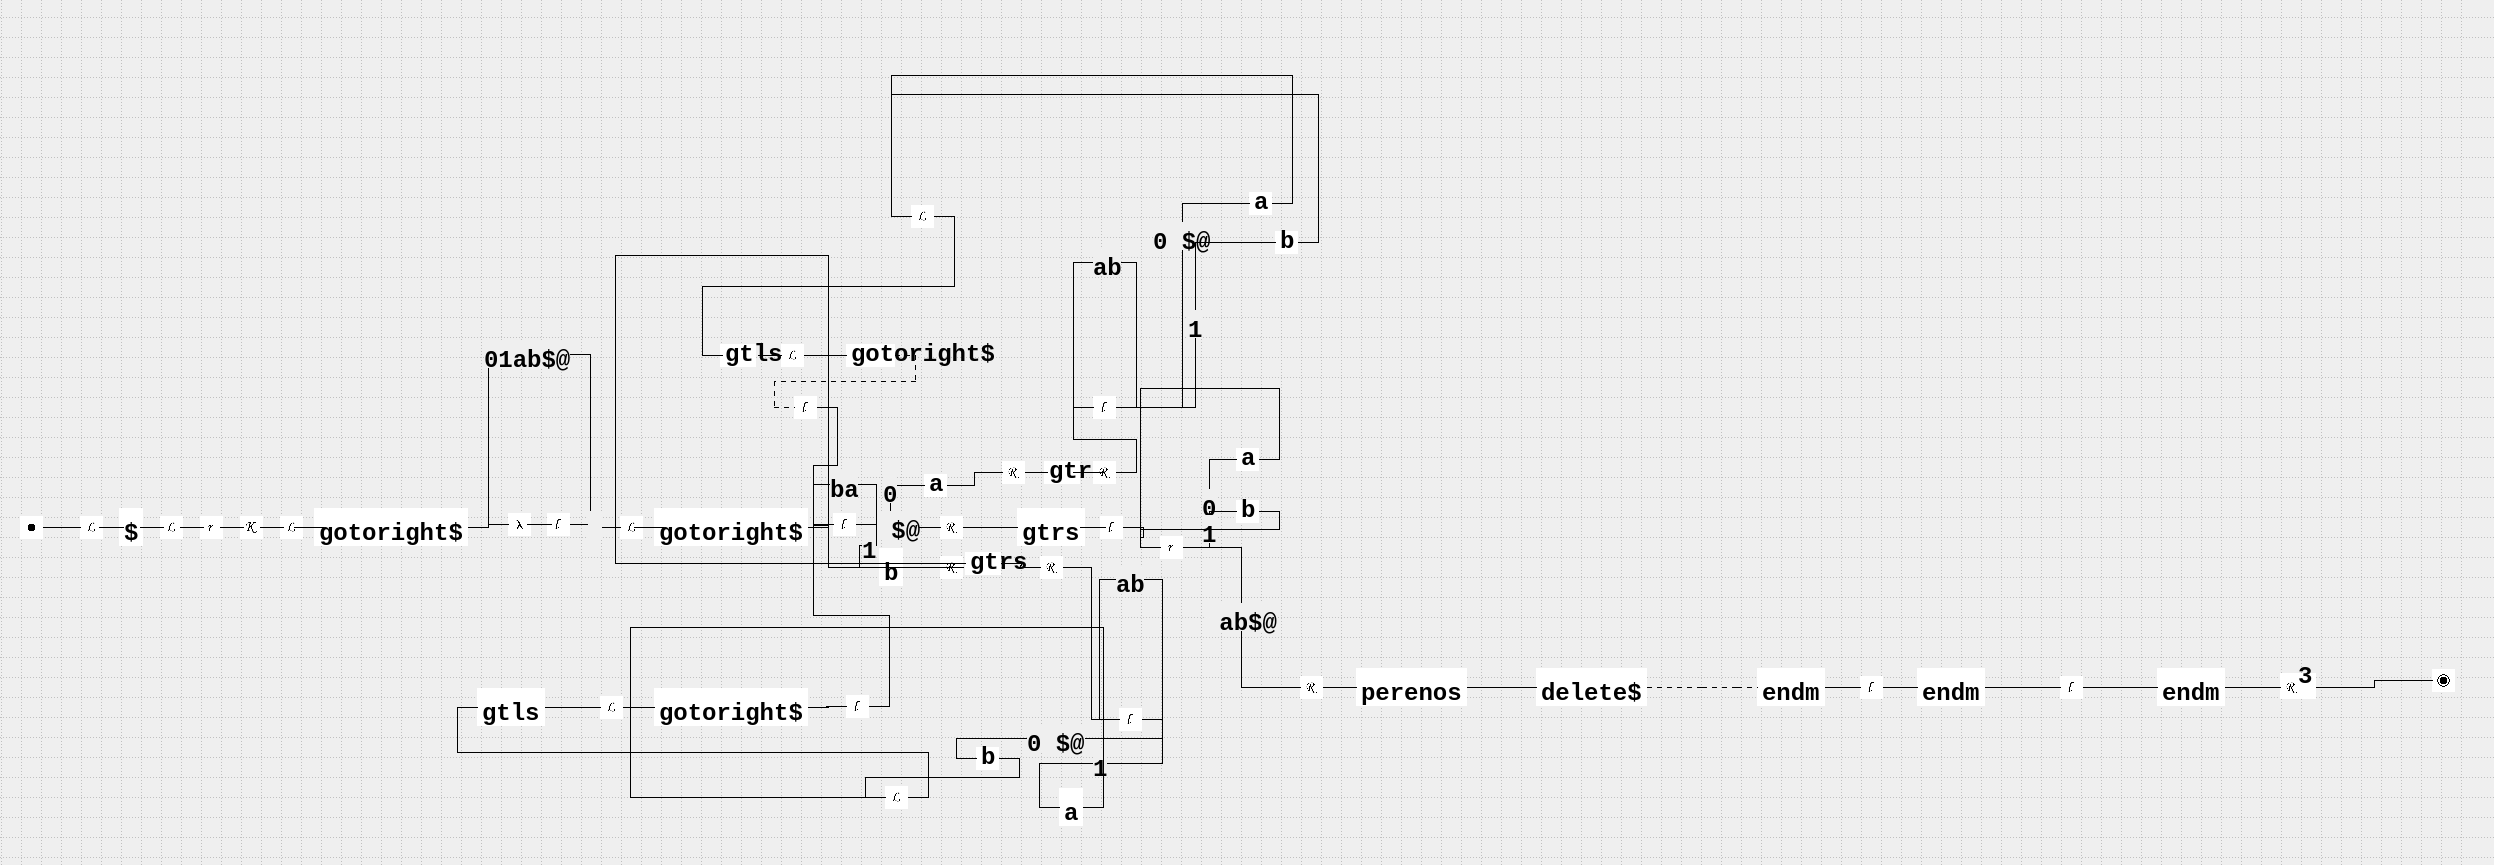 a
0 $@
b
ab
1
01ab$@
gtls
gotoright$
a
gtr
ba
0
a
0
b
$
gotoright$
λ
gotoright$
$@
gtrs
1
1
b
gtrs
ab
ab$@
3
gtls
gotoright$
perenos
delete$
endm
endm
endm
0 $@
b
1
a